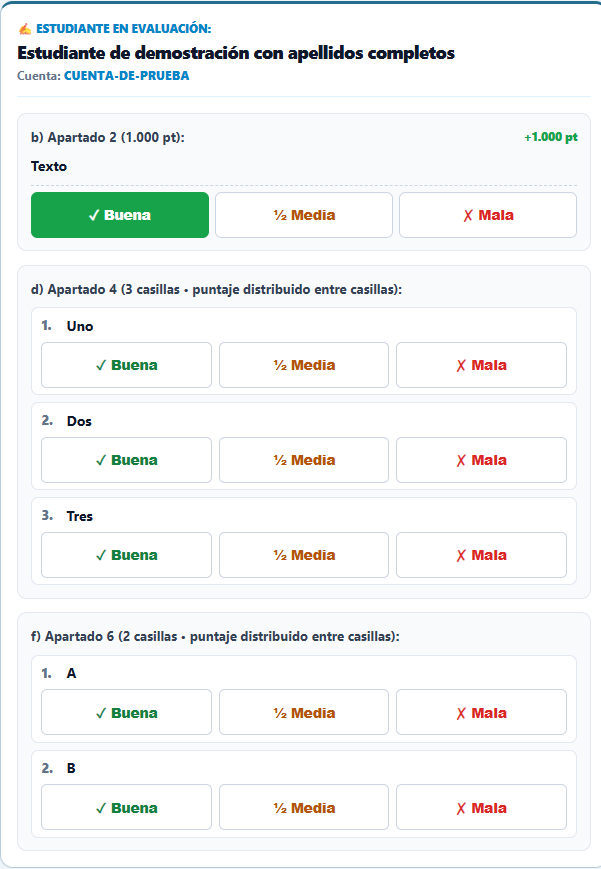 ✍️ ESTUDIANTE EN EVALUACIÓN:
Estudiante de demostración con apellidos completos
Cuenta: CUENTA-DE-PRUEBA
b) Apartado 2 (1.000 pt): +1.000 pt
Texto
✓ Buena ½ Media ✗ Mala
d) Apartado 4 (3 casillas • puntaje distribuido entre casillas):
1. Uno
✓ Buena ½ Media ✗ Mala
2. Dos
✓ Buena ½ Media ✗ Mala
3. Tres
✓ Buena ½ Media ✗ Mala
f) Apartado 6 (2 casillas • puntaje distribuido entre casillas):
1. A
✓ Buena ½ Media ✗ Mala
2. B
✓ Buena ½ Media ✗ Mala